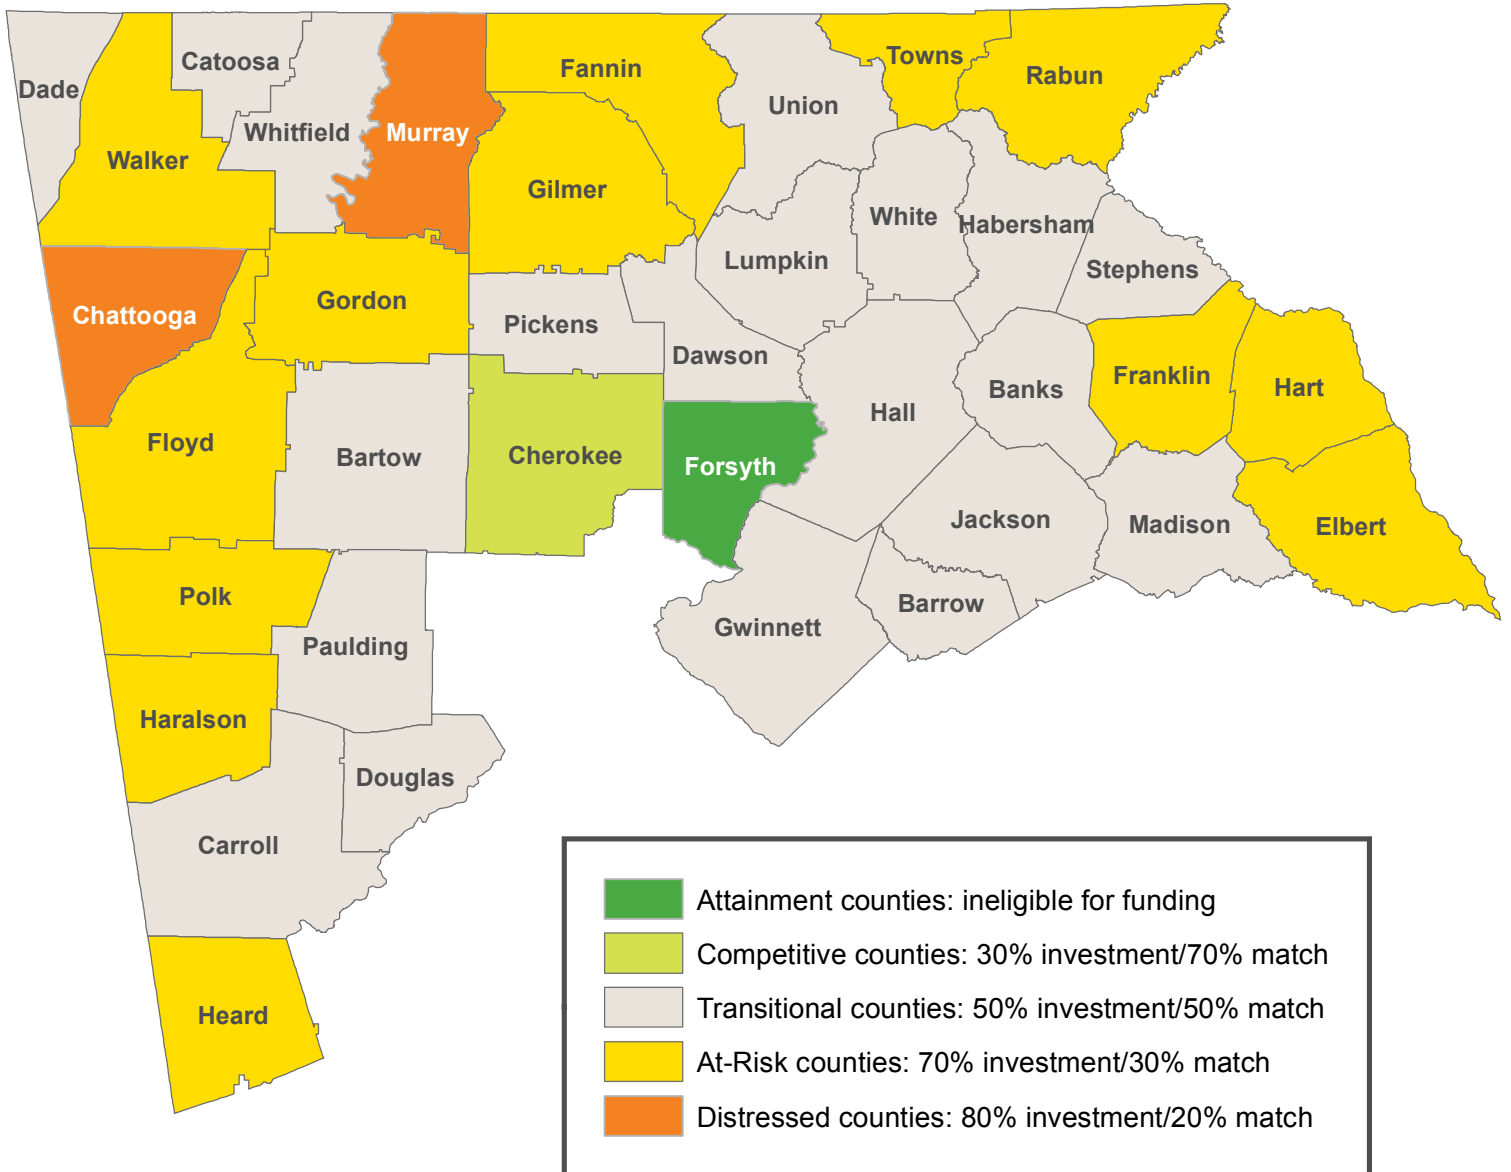 Dade
Catoosa
Whitfield
Murray
Fannin
Towns
Rabun
Union
Walker
Gilmer
White
Habersham
Lumpkin
Stephens
Chattooga
Gordon
Pickens
Dawson
Banks
Franklin
Hart
Hall
Floyd
Bartow
Cherokee
Forsyth
Jackson
Madison
Elbert
Polk
Barrow
Gwinnett
Paulding
Haralson
Douglas
Carroll
Heard
Attainment counties: ineligible for funding
Competitive counties: 30% investment/70% match
Transitional counties: 50% investment/50% match
At-Risk counties: 70% investment/30% match
Distressed counties: 80% investment/20% match